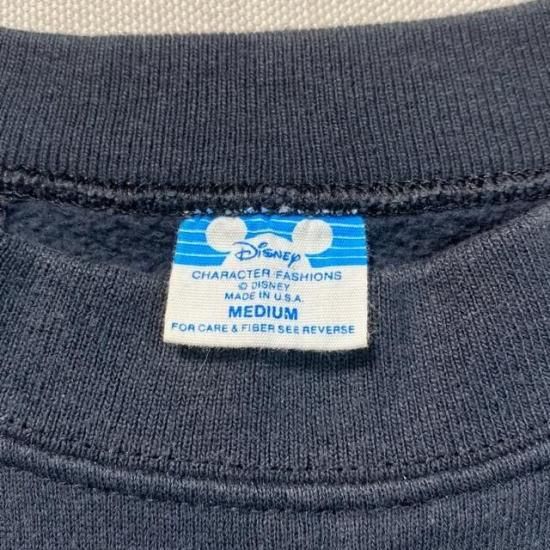 Disney
CHARACTER FASHIONS
© DISNEY
MADE IN U.S.A.
MEDIUM
FOR CARE & FIBER SEE REVERSE